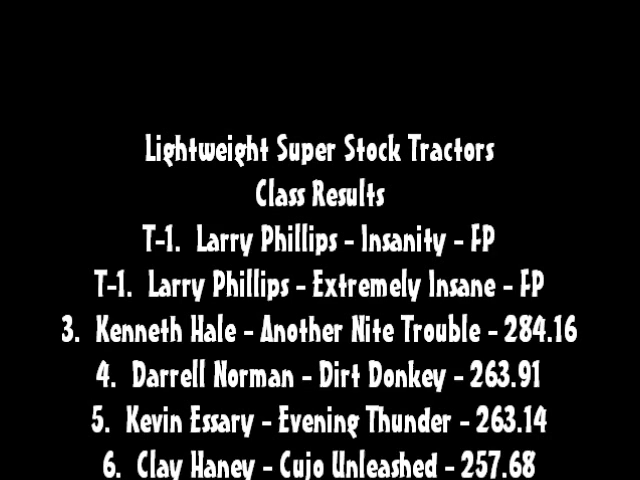 Lightweight Super Stock Tractors
Class Results
T-1. Larry Phillips - Insanity - FP
T-1. Larry Phillips - Extremely Insane - FP
3. Kenneth Hale - Another Nite Trouble - 284.16
4. Darrell Norman - Dirt Donkey - 263.91
5. Kevin Essary - Evening Thunder - 263.14
6. Clay Haney - Cujo Unleashed - 257.68